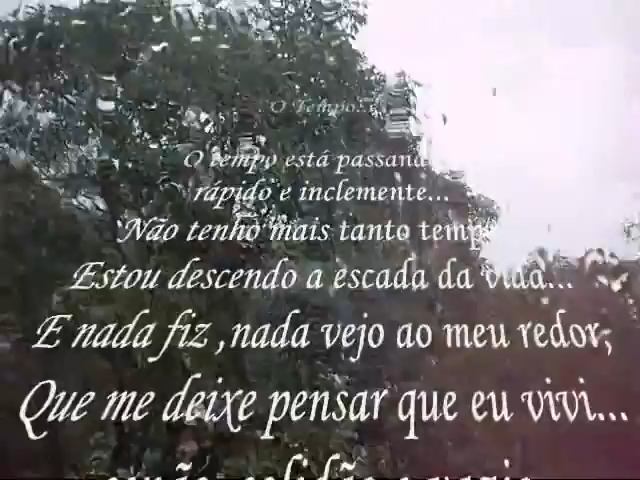 O Tempo...
O tempo está passando
rápido e inclemente...
Não tenho mais tanto tempo
Estou descendo a escada da vida...
E nada fiz ,nada vejo ao meu redor,
Que me deixe pensar que eu vivi...